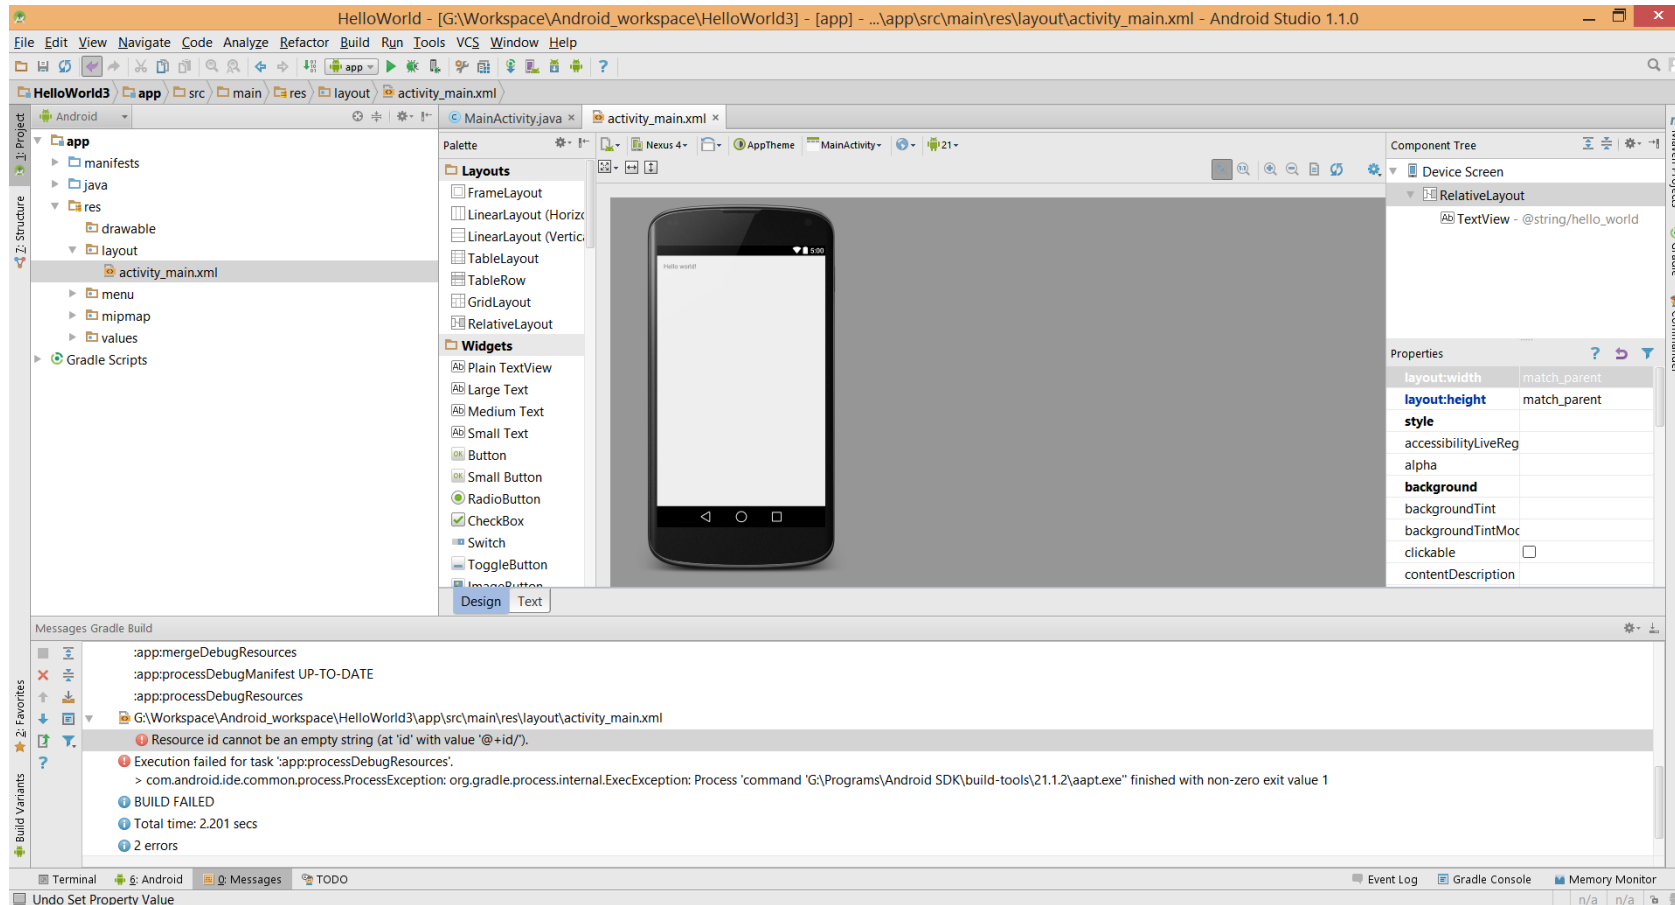 HelloWorld - [G:\Workspace\Android_workspace\HelloWorld3] - [app] - ...\app\src\main\res\layout\activity_main.xml - Android Studio 1.1.0
File Edit View Navigate Code Analyze Refactor Build Run Tools VCS Window Help
app
HelloWorld3 app src main res layout activity_main.xml
1: Project
7: Structure
2: Favorites
Build Variants
Android
app
manifests
java
res
drawable
layout
activity_main.xml
menu
mipmap
values
Gradle Scripts
MainActivity.java × activity_main.xml ×
Palette
Nexus 4 AppTheme MainActivity 21
Layouts
FrameLayout
LinearLayout (Horizo
LinearLayout (Vertica
TableLayout
TableRow
GridLayout
RelativeLayout
Widgets
Plain TextView
Large Text
Medium Text
Small Text
Button
Small Button
RadioButton
CheckBox
Switch
ToggleButton
ImageButton
Design Text
5:00
Hello world!
Component Tree
Device Screen
RelativeLayout
TextView - @string/hello_world
Properties
layout:width match_parent
layout:height match_parent
style
accessibilityLiveReg
alpha
background
backgroundTint
backgroundTintMod
clickable
contentDescription
Maven Projects
Gradle
Commander
Messages Gradle Build
:app:mergeDebugResources
:app:processDebugManifest UP-TO-DATE
:app:processDebugResources
G:\Workspace\Android_workspace\HelloWorld3\app\src\main\res\layout\activity_main.xml
Resource id cannot be an empty string (at 'id' with value '@+id/').
Execution failed for task ':app:processDebugResources'.
> com.android.ide.common.process.ProcessException: org.gradle.process.internal.ExecException: Process 'command 'G:\Programs\Android SDK\build-tools\21.1.2\aapt.exe'' finished with non-zero exit value 1
BUILD FAILED
Total time: 2.201 secs
2 errors
Terminal 6: Android 0: Messages TODO
Event Log Gradle Console Memory Monitor
Undo Set Property Value
n/a n/a